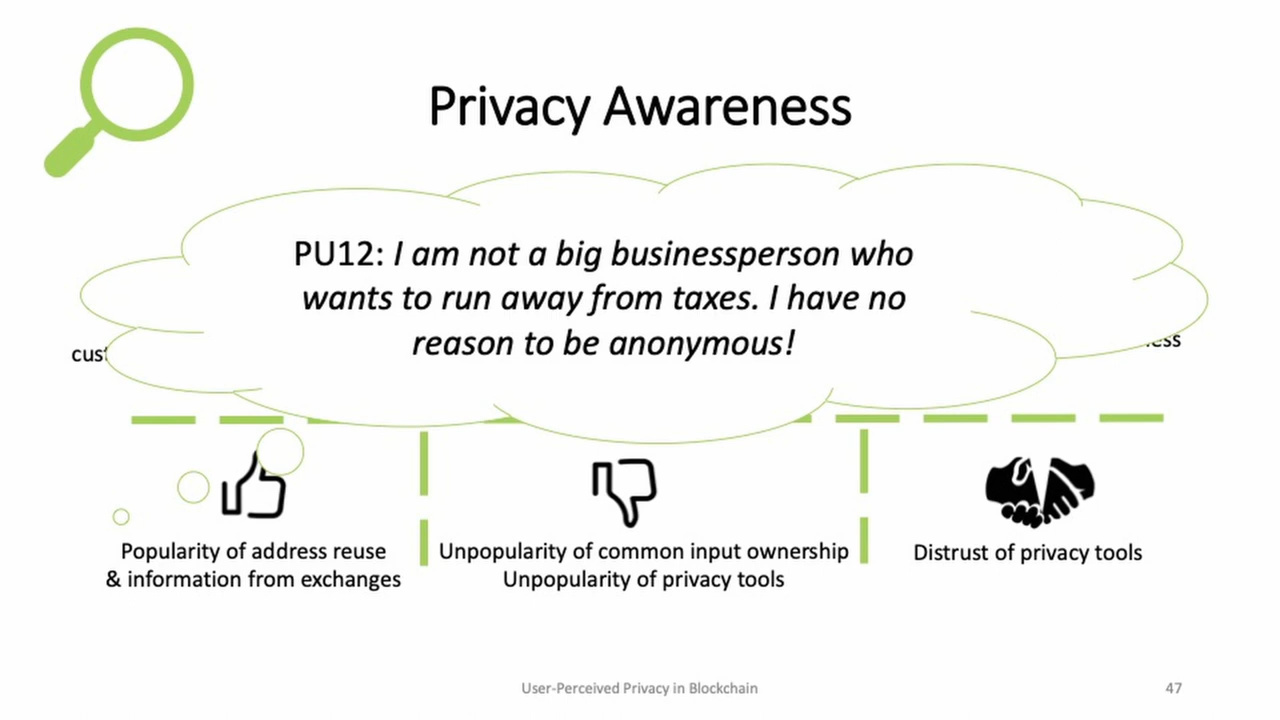 Privacy Awareness
PU12: I am not a big businessperson who
wants to run away from taxes. I have no
reason to be anonymous!
Popularity of address reuse
& information from exchanges
Unpopularity of common input ownership
Unpopularity of privacy tools
Distrust of privacy tools
User-Perceived Privacy in Blockchain
47